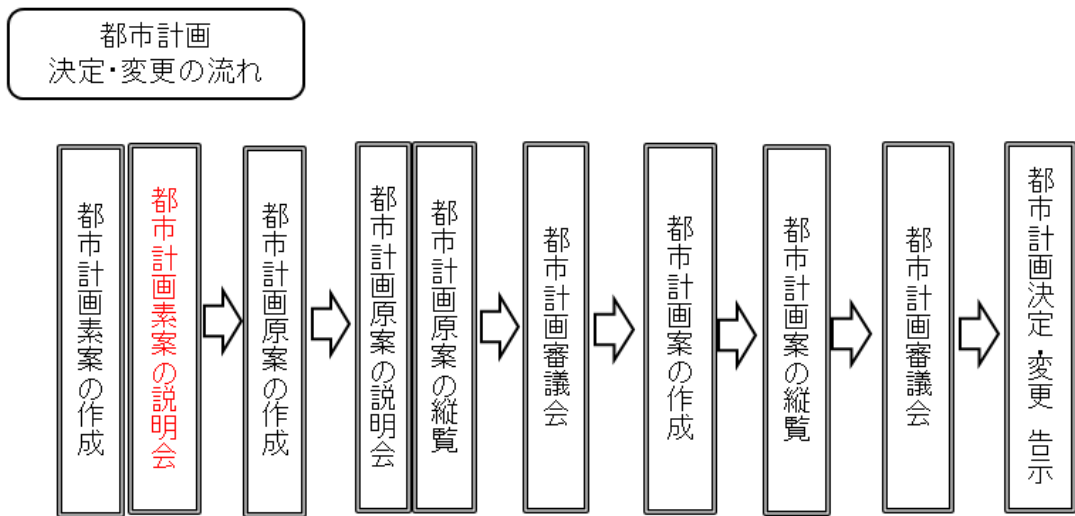 都市計画
決定・変更の流れ
都市計画素案の作成
都市計画素案の説明会
都市計画原案の作成
都市計画原案の説明会
都市計画原案の縦覧
都市計画審議会
都市計画案の作成
都市計画案の縦覧
都市計画審議会
都市計画決定・変更 告示